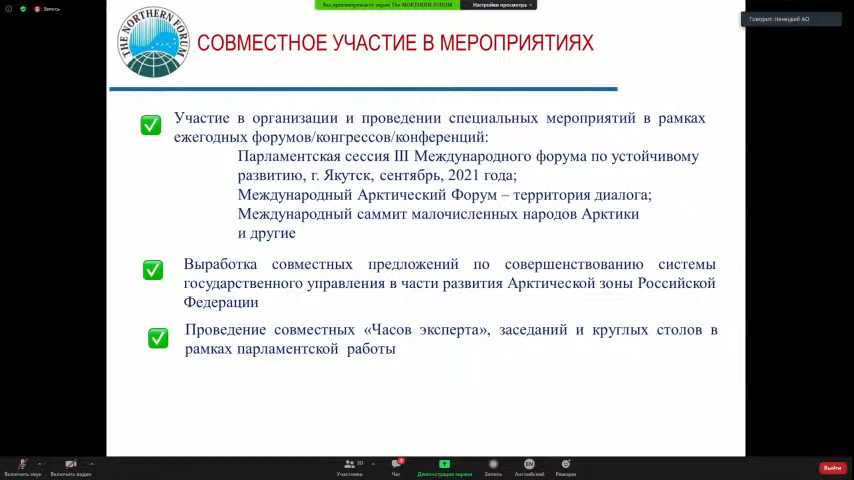 Запись
Вы просматриваете экран The NORTHERN FORUM
Настройки просмотра
Говорит: Ненецкий АО
THE NORTHERN FORUM
СОВМЕСТНОЕ УЧАСТИЕ В МЕРОПРИЯТИЯХ
Участие в организации и проведении специальных мероприятий в рамках
ежегодных форумов/конгрессов/конференций:
Парламентская сессия III Международного форума по устойчивому
развитию, г. Якутск, сентябрь, 2021 года;
Международный Арктический Форум – территория диалога;
Международный саммит малочисленных народов Арктики
и другие
Выработка совместных предложений по совершенствованию системы
государственного управления в части развития Арктической зоны Российской
Федерации
Проведение совместных «Часов эксперта», заседаний и круглых столов в
рамках парламентской работы
30
Включить звук
Включить видео
Участники
Чат
Демонстрация экрана
Запись
Английский
Реакции
Выйти